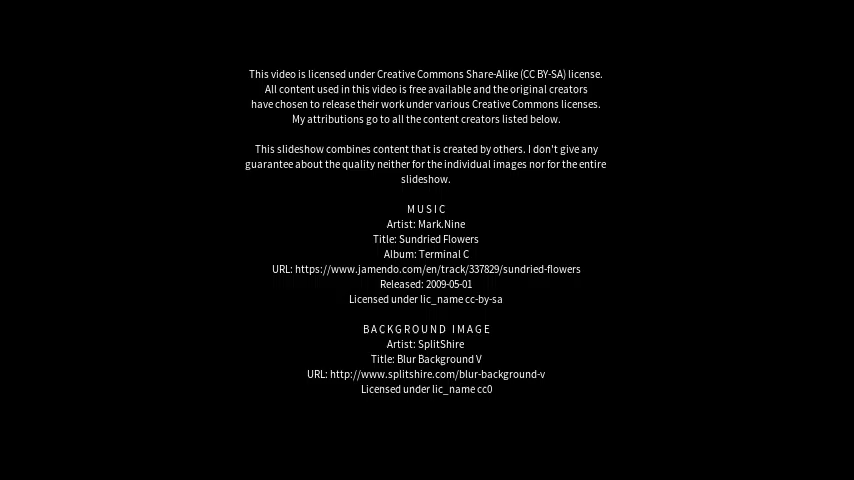 This video is licensed under Creative Commons Share-Alike (CC BY-SA) license.
All content used in this video is free available and the original creators
have chosen to release their work under various Creative Commons licenses.
My attributions go to all the content creators listed below.
This slideshow combines content that is created by others. I don't give any
guarantee about the quality neither for the individual images nor for the entire
slideshow.
MUSIC
Artist: Mark.Nine
Title: Sundried Flowers
Album: Terminal C
URL: https://www.jamendo.com/en/track/337829/sundried-flowers
Released: 2009-05-01
Licensed under lic_name cc-by-sa
BACKGROUND IMAGE
Artist: SplitShire
Title: Blur Background V
URL: http://www.splitshire.com/blur-background-v
Licensed under lic_name cc0